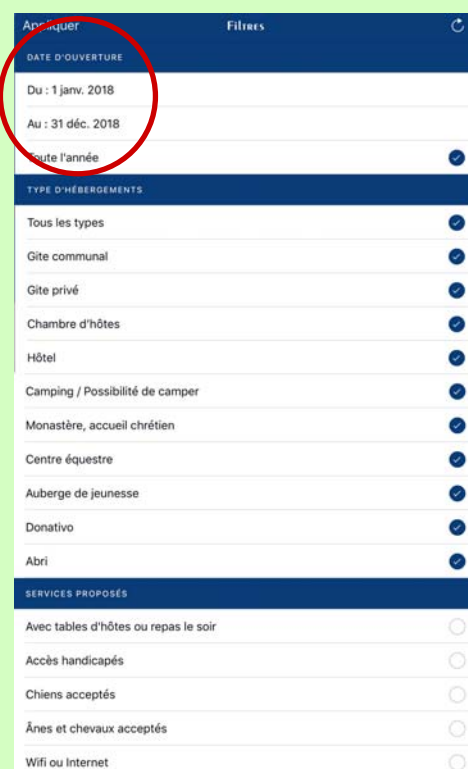 Appliquer Filtres
DATE D'OUVERTURE
Du : 1 janv. 2018
Au : 31 déc. 2018
Toute l'année
TYPE D'HÉBERGEMENTS
Tous les types
Gite communal
Gite privé
Chambre d'hôtes
Hôtel
Camping / Possibilité de camper
Monastère, accueil chrétien
Centre équestre
Auberge de jeunesse
Donativo
Abri
SERVICES PROPOSÉS
Avec tables d'hôtes ou repas le soir
Accès handicapés
Chiens acceptés
Ânes et chevaux acceptés
Wifi ou Internet